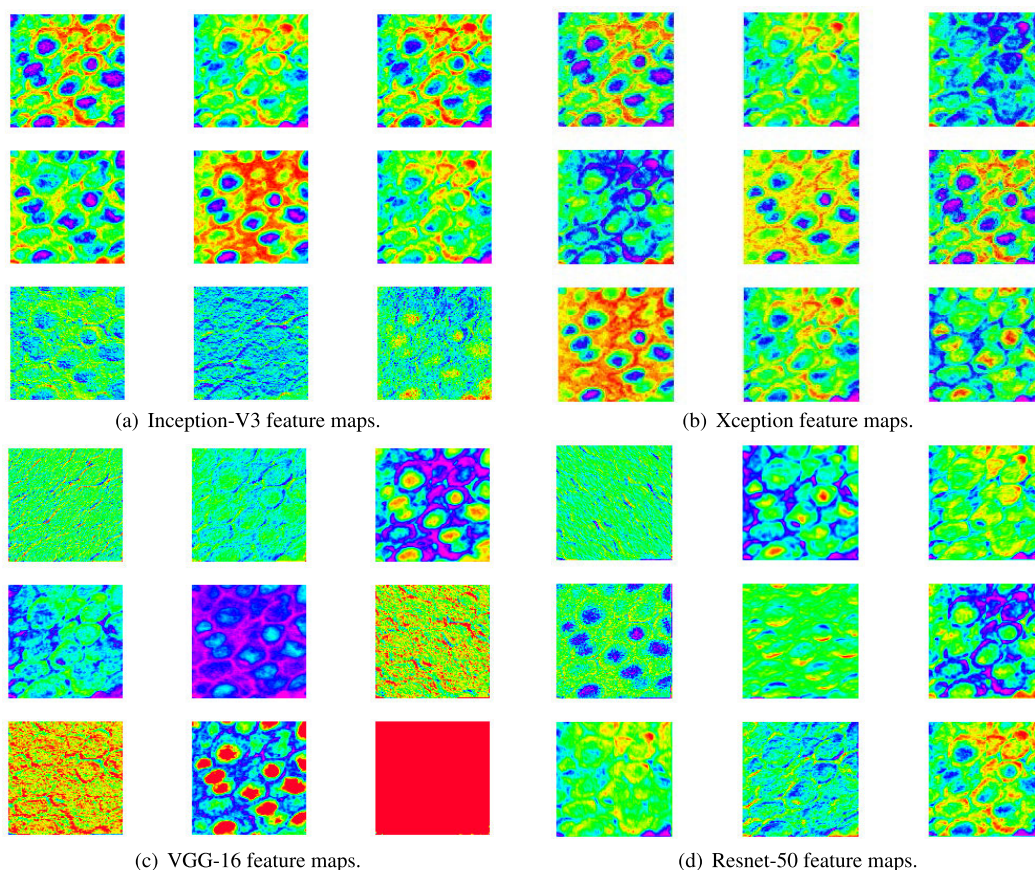 (a) Inception-V3 feature maps.
(b) Xception feature maps.
(c) VGG-16 feature maps.
(d) Resnet-50 feature maps.